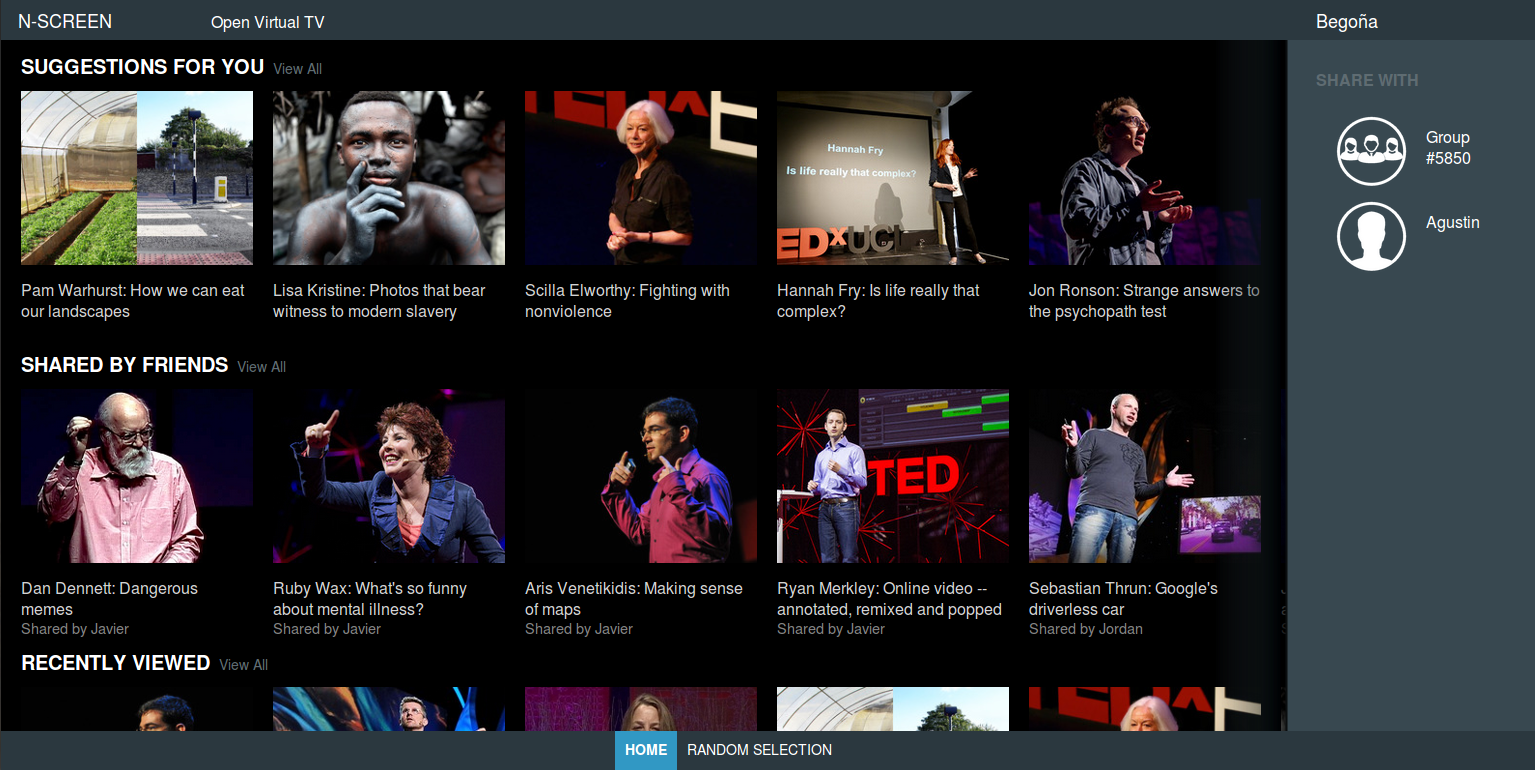 N-SCREEN
Open Virtual TV
Begoña
SUGGESTIONS FOR YOU View All
Hannah Fry
Is life really that complex?
EDxUCL
Pam Warhurst: How we can eat
our landscapes
Lisa Kristine: Photos that bear
witness to modern slavery
Scilla Elworthy: Fighting with
nonviolence
Hannah Fry: Is life really that
complex?
Jon Ronson: Strange answers to
the psychopath test
SHARED BY FRIENDS View All
TED
Dan Dennett: Dangerous
memes
Shared by Javier
Ruby Wax: What's so funny
about mental illness?
Shared by Javier
Aris Venetikidis: Making sense
of maps
Shared by Javier
Ryan Merkley: Online video --
annotated, remixed and popped
Shared by Javier
Sebastian Thrun: Google's
driverless car
Shared by Jordan
RECENTLY VIEWED View All
SHARE WITH
Group
#5850
Agustin
HOME
RANDOM SELECTION